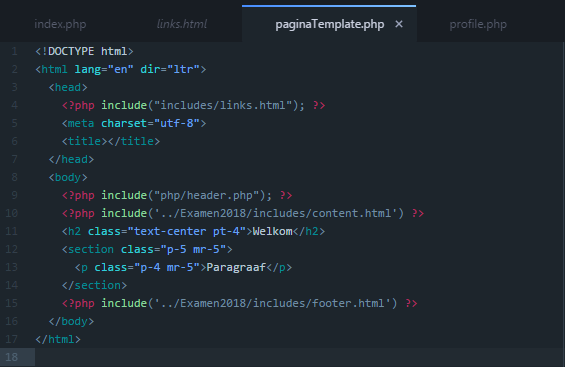 index.php links.html paginaTemplate.php × profile.php
1 <!DOCTYPE html>
2 <html lang="en" dir="ltr">
3 <head>
4 <?php include("includes/links.html"); ?>
5 <meta charset="utf-8">
6 <title></title>
7 </head>
8 <body>
9 <?php include("php/header.php"); ?>
10 <?php include('../Examen2018/includes/content.html') ?>
11 <h2 class="text-center pt-4">Welkom</h2>
12 <section class="p-5 mr-5">
13 <p class="p-4 mr-5">Paragraaf</p>
14 </section>
15 <?php include('../Examen2018/includes/footer.html') ?>
16 </body>
17 </html>
18